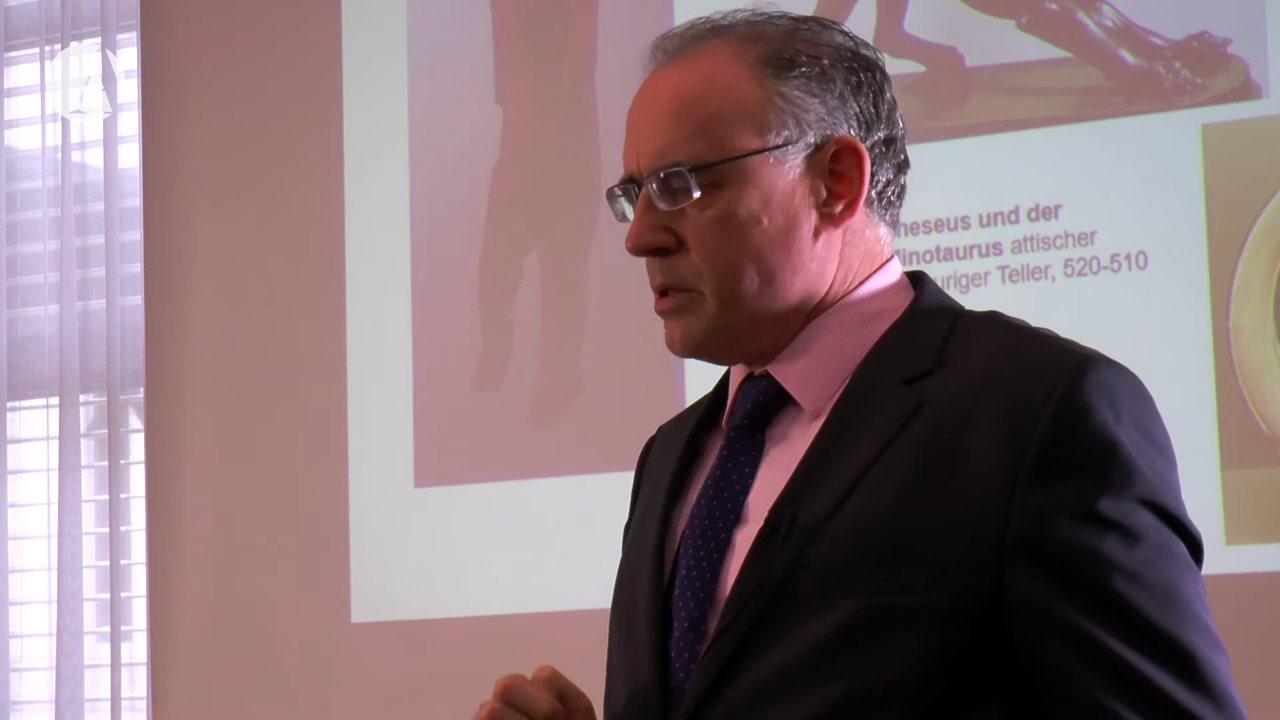 heseus und der
inotaurus attischer
uriger Teller, 520-510